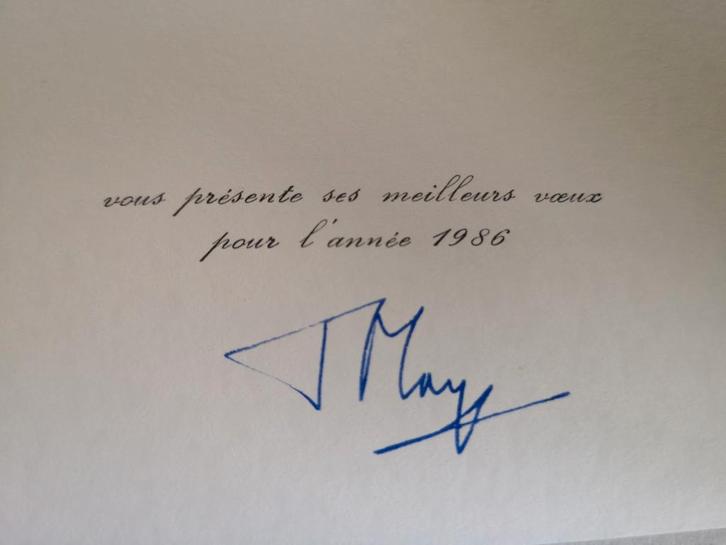 vous présente ses meilleurs vœux
pour l'année 1986